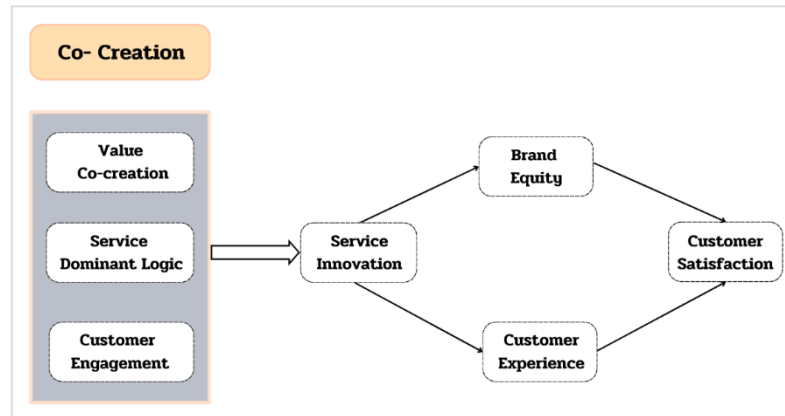 Co- Creation
Value
Co-creation
Service
Dominant Logic
Customer
Engagement
Service
Innovation
Brand
Equity
Customer
Experience
Customer
Satisfaction